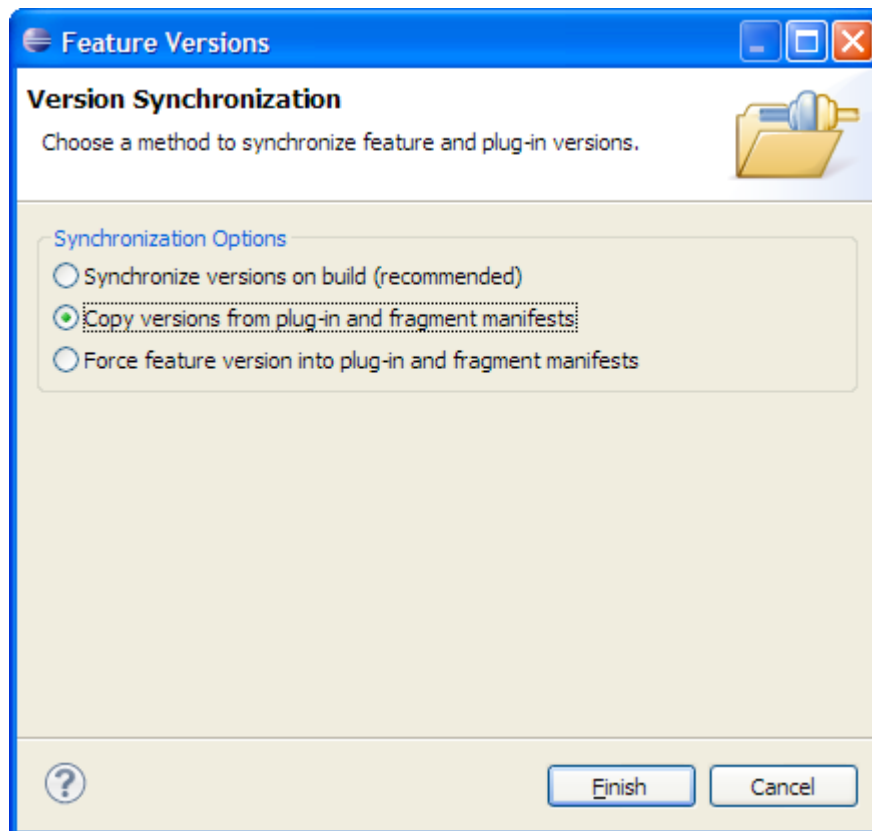 Feature Versions
Version Synchronization
Choose a method to synchronize feature and plug-in versions.
Synchronization Options
Synchronize versions on build (recommended)
Copy versions from plug-in and fragment manifests
Force feature version into plug-in and fragment manifests
?
Finish
Cancel